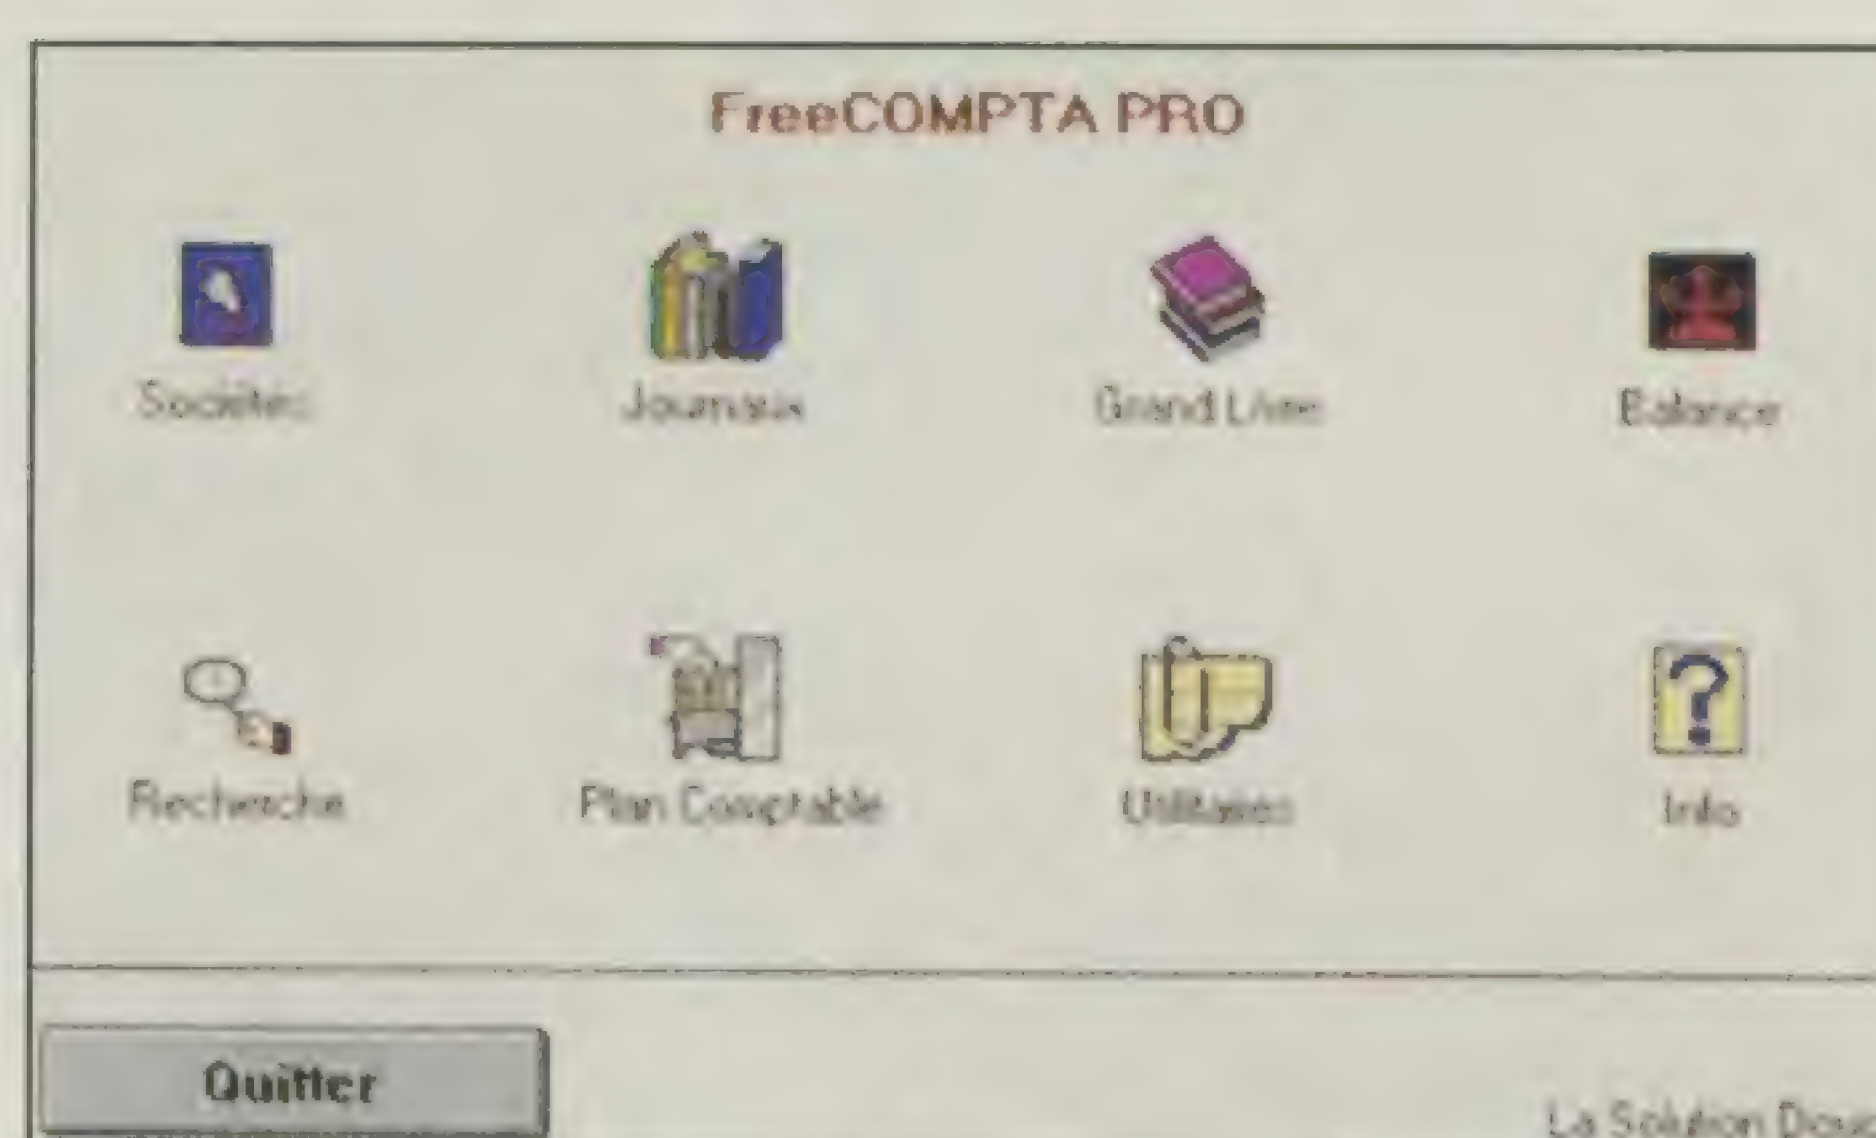 FreeCOMPTA PRO
Sociétés Journaux Grand Livre Balance
Recherche Plan Comptable Utilitaires Info
Quitter
La Solution